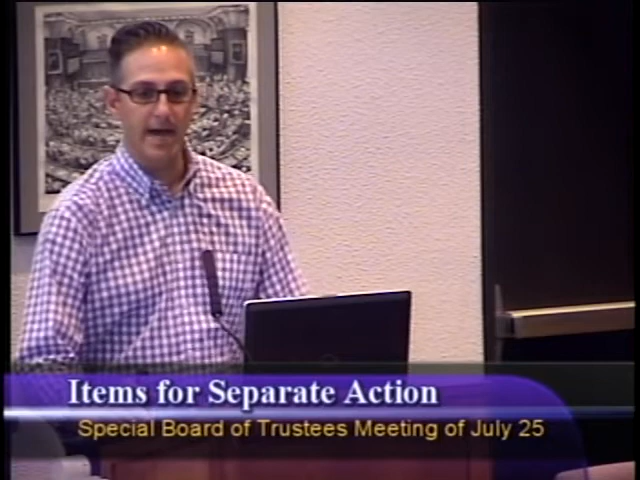 Items for Separate Action
Special Board of Trustees Meeting of July 25